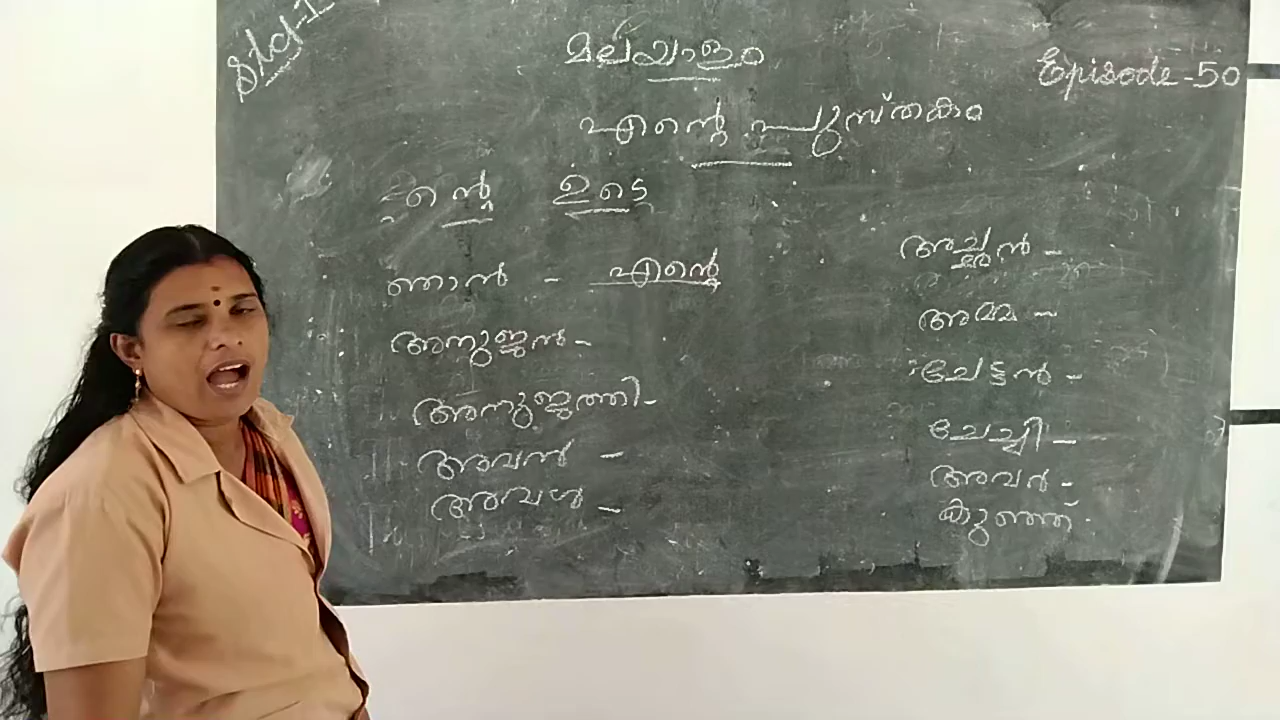 Std-I
മലയാളം
Episode-50
എന്റെ പുസ്തകം
ന്റെ ഉടെ
ഞാൻ - എന്റെ
അനുജൻ -
അനുജത്തി -
അവൻ -
അവൾ -
അച്ഛൻ -
അമ്മ -
ചേട്ടൻ -
ചേച്ചി -
അവർ -
കുഞ്ഞ് -